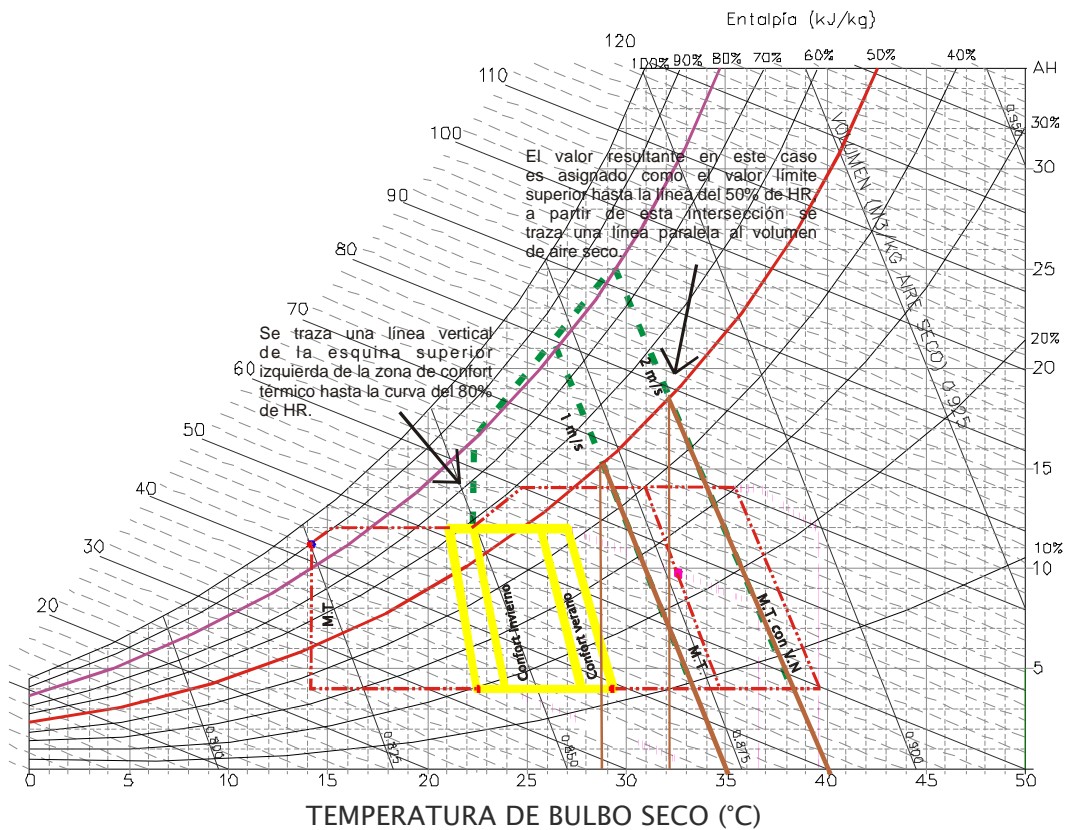 Entalpía (kJ/kg)
120
100% 90% 80% 70% 60% 50% 40% AH
110
0.950
30%
100
VOLUMEN (M3/KG AIRE SECO) 0.925
El valor resultante en este caso
es asignado como el valor límite
superior hasta la línea del 50% de HR,
a partir de esta intersección se
traza una línea paralela al volumen
de aire seco.
30
90
80
25
70
Se traza una línea vertical
de la esquina superior
izquierda de la zona de confort
térmico hasta la curva del 80%
de HR.
20%
60
20
2 m/s
1 m/s
50
15
40
30
10%
10
20
M.T
Confort Invierno
Confort verano
M.T
M.T. con V.N
5
0.800
0.825
0.850
0.875
0.900
0 5 10 15 20 25 30 35 40 45 50
TEMPERATURA DE BULBO SECO (°C)